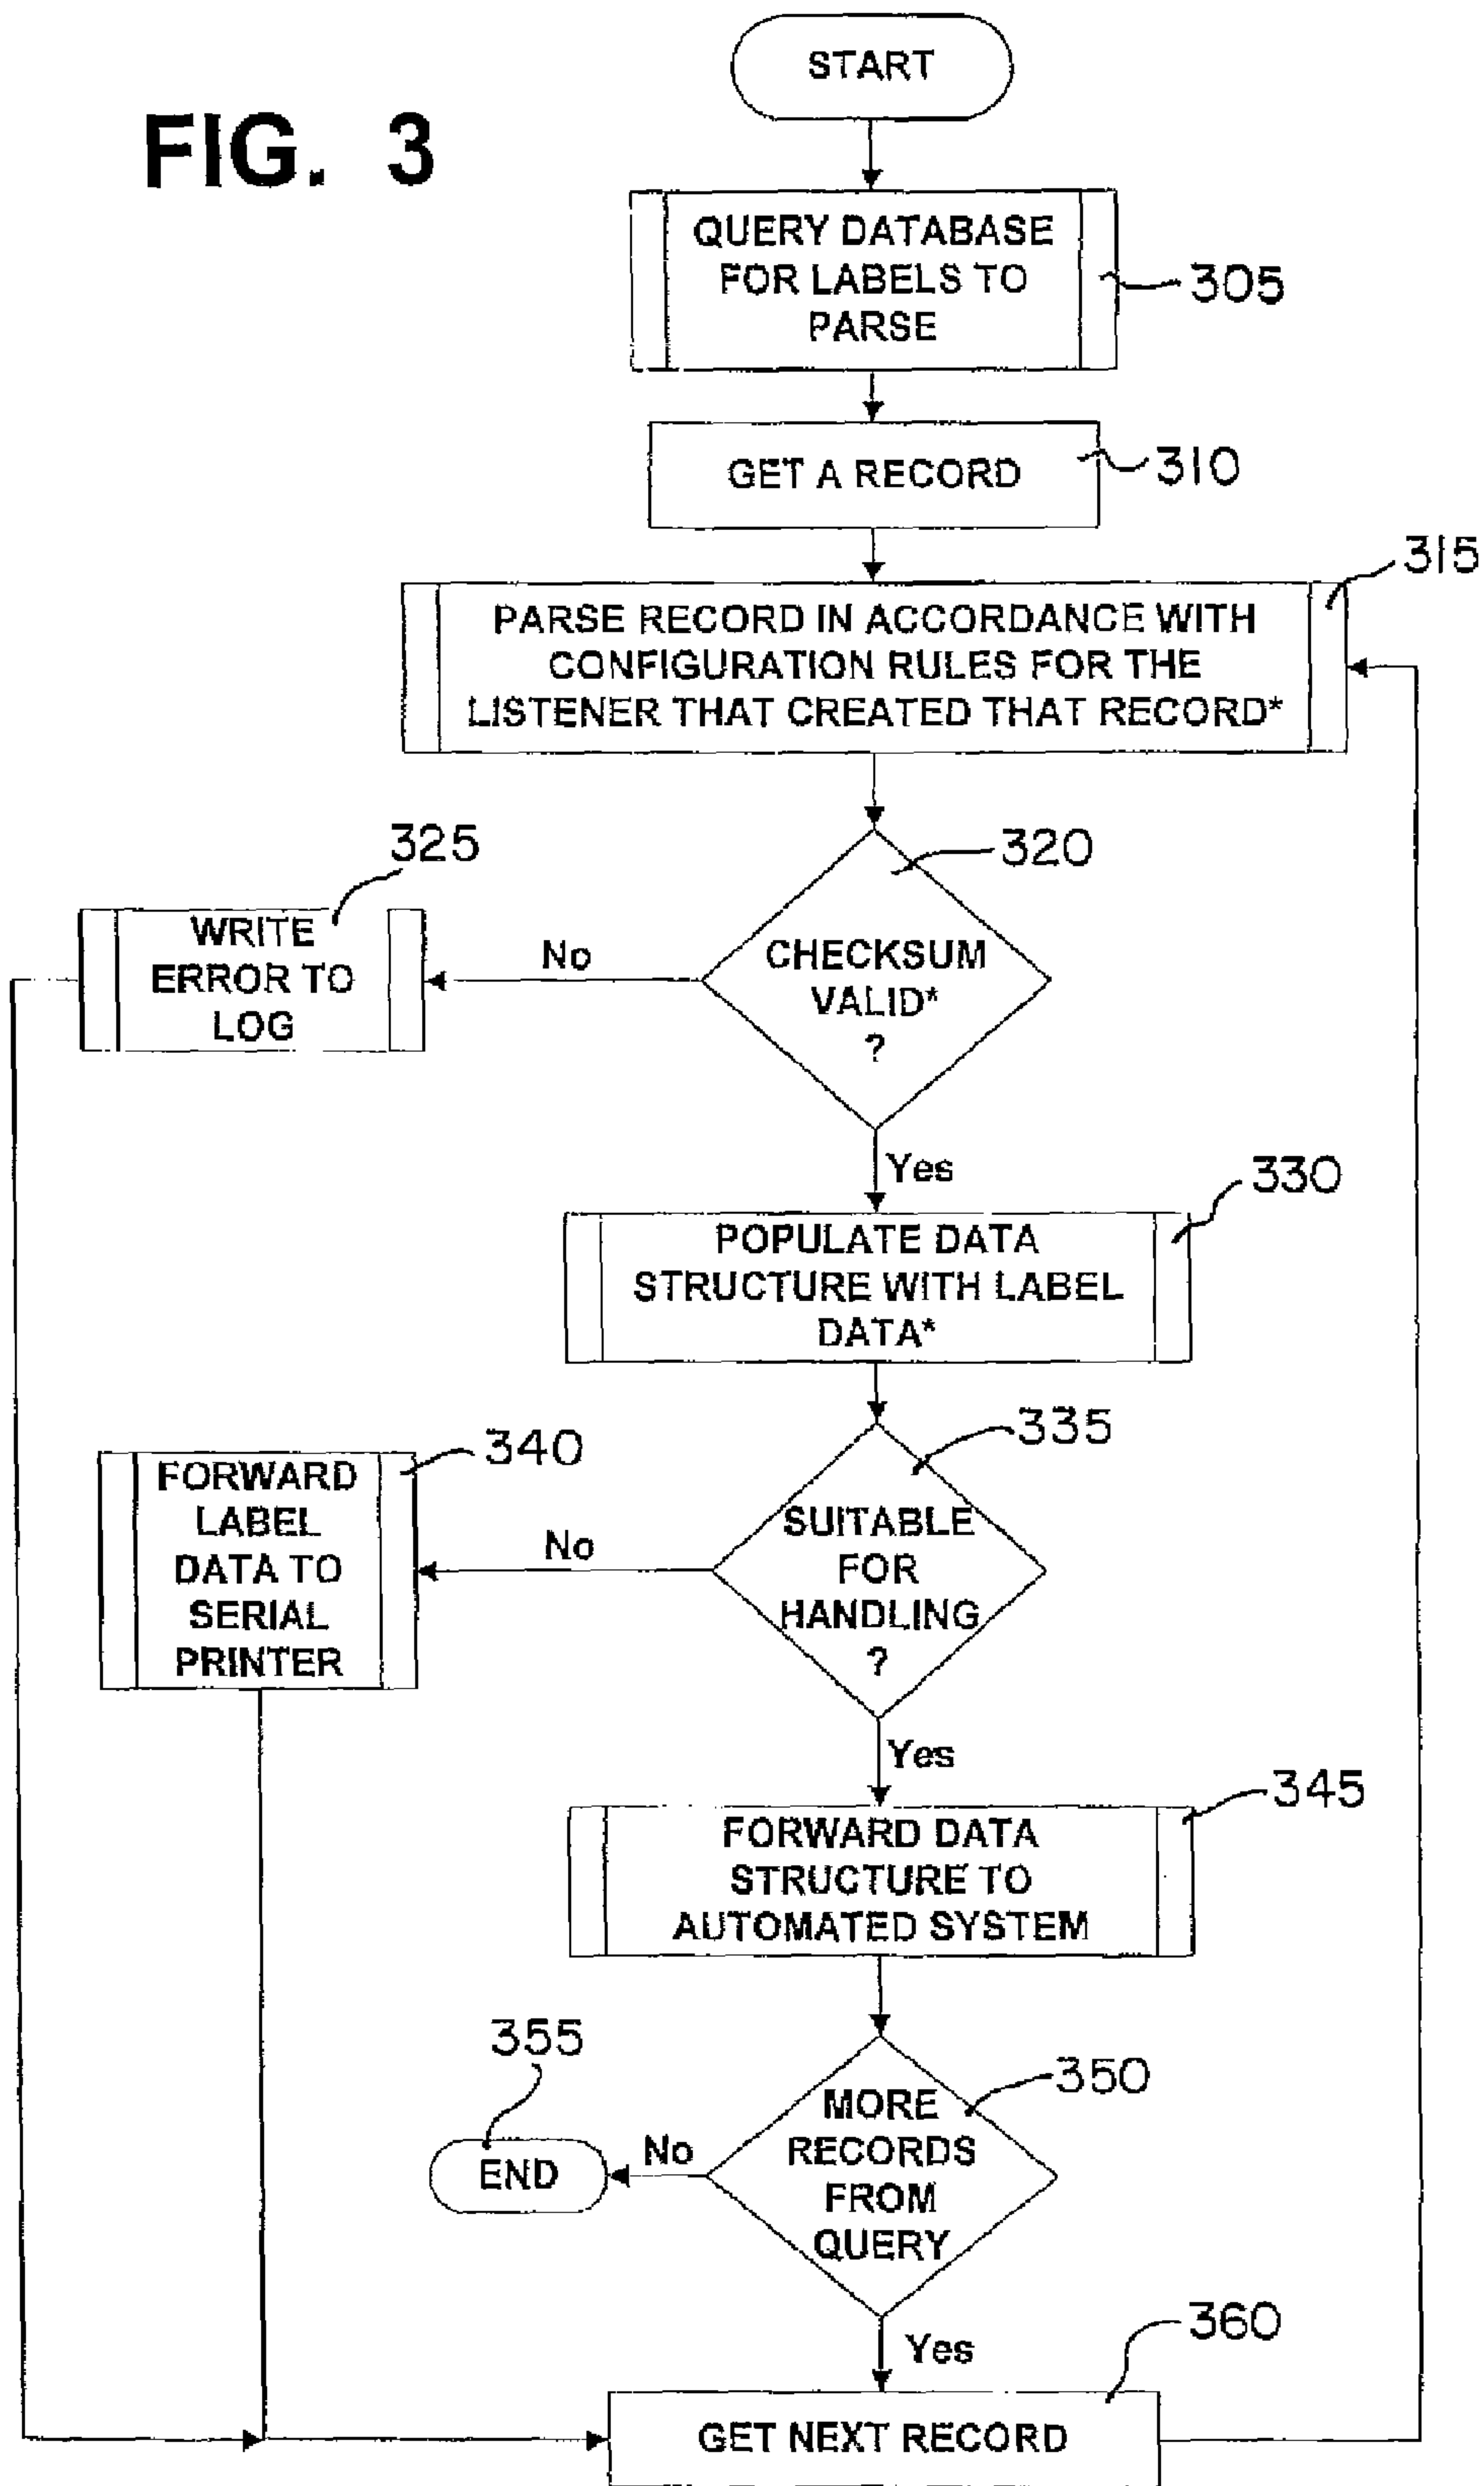 FIG. 3
START
QUERY DATABASE
FOR LABELS TO
PARSE
305
GET A RECORD
310
315
PARSE RECORD IN ACCORDANCE WITH
CONFIGURATION RULES FOR THE
LISTENER THAT CREATED THAT RECORD*
320
CHECKSUM
VALID*
?
No
325
WRITE
ERROR TO
LOG
Yes
330
POPULATE DATA
STRUCTURE WITH LABEL
DATA*
335
SUITABLE
FOR
HANDLING
?
No
340
FORWARD
LABEL
DATA TO
SERIAL
PRINTER
Yes
345
FORWARD DATA
STRUCTURE TO
AUTOMATED SYSTEM
350
MORE
RECORDS
FROM
QUERY
No
355
END
Yes
360
GET NEXT RECORD